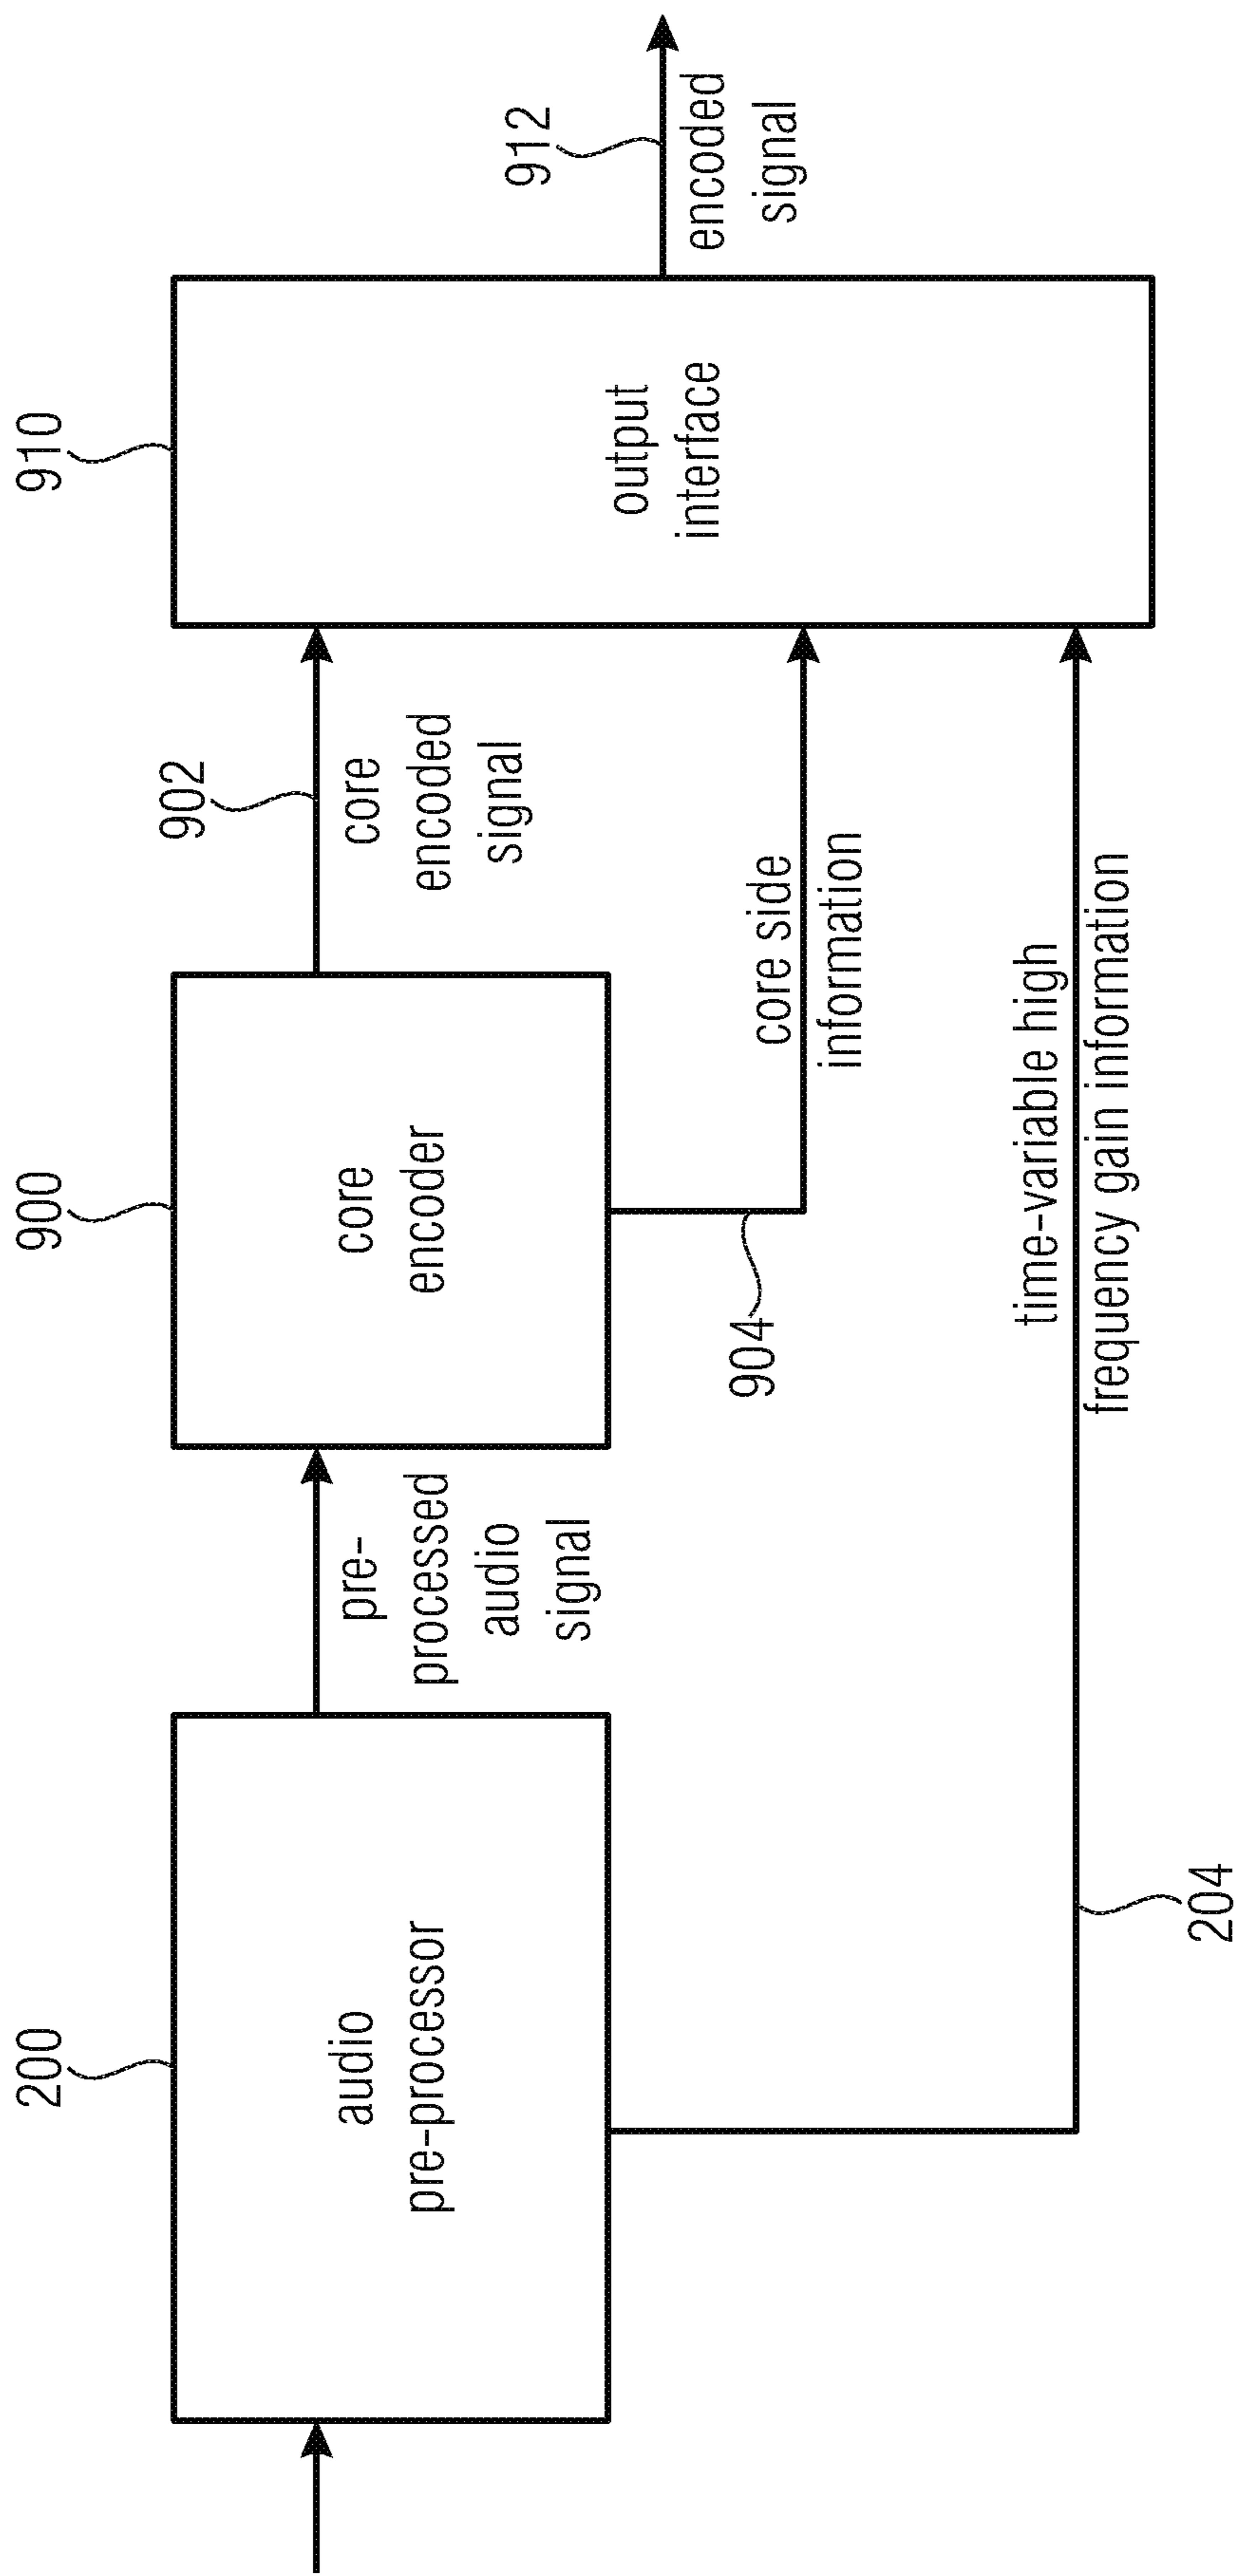 200
audio
pre-processor
pre-
processed
audio
signal
900
core
encoder
902
core
encoded
signal
904
core side
information
204
time-variable high
frequency gain information
910
output
interface
912
encoded
signal